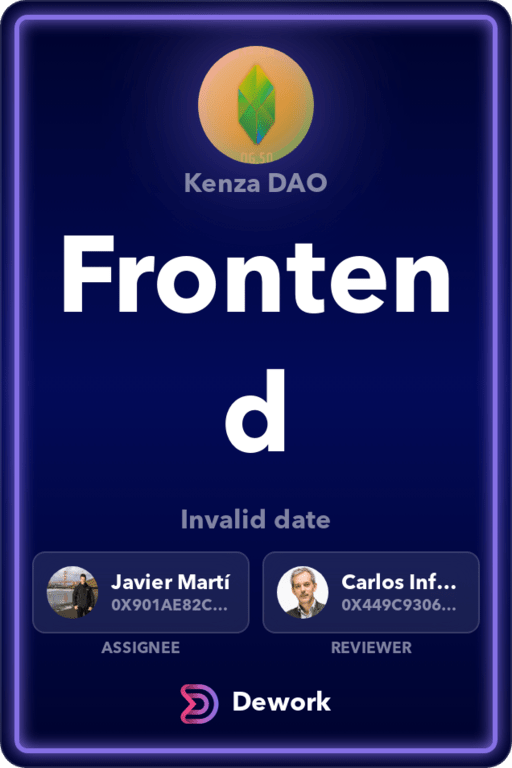 Kenza DAO
Fronten
d
Invalid date
Javier Martí
0X901AE82C...
Carlos Inf...
0X449C9306...
ASSIGNEE
REVIEWER
Dework